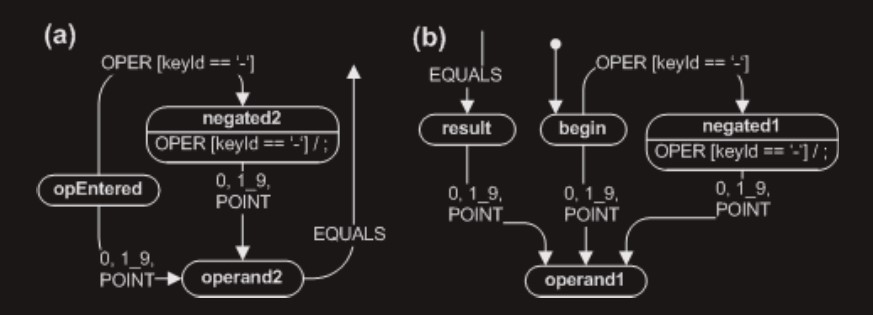 (a)
OPER [keyId == '-']
negated2
OPER [keyId == '-'] / ;
opEntered
0, 1_9,
POINT
EQUALS
0, 1_9,
POINT
operand2
(b)
EQUALS
OPER [keyId == '-']
result
begin
negated1
OPER [keyId == '-'] / ;
0, 1_9,
POINT
0, 1_9,
POINT
0, 1_9,
POINT
operand1